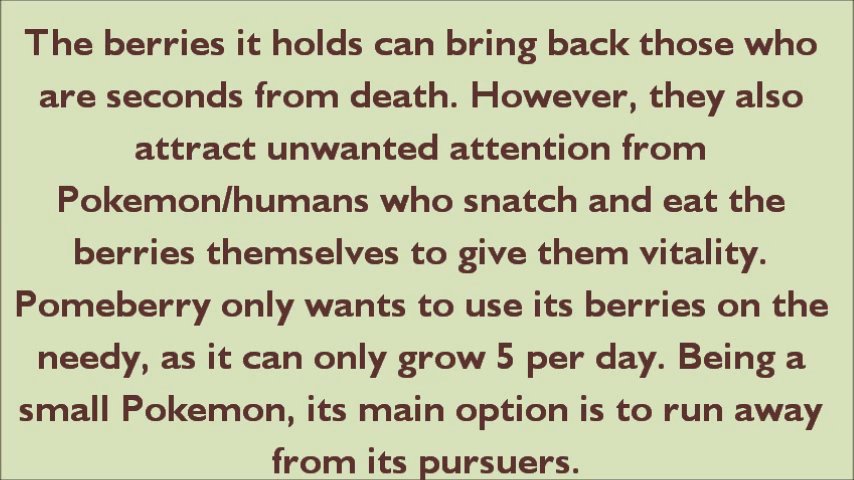 The berries it holds can bring back those who
are seconds from death. However, they also
attract unwanted attention from
Pokemon/humans who snatch and eat the
berries themselves to give them vitality.
Pomeberry only wants to use its berries on the
needy, as it can only grow 5 per day. Being a
small Pokemon, its main option is to run away
from its pursuers.